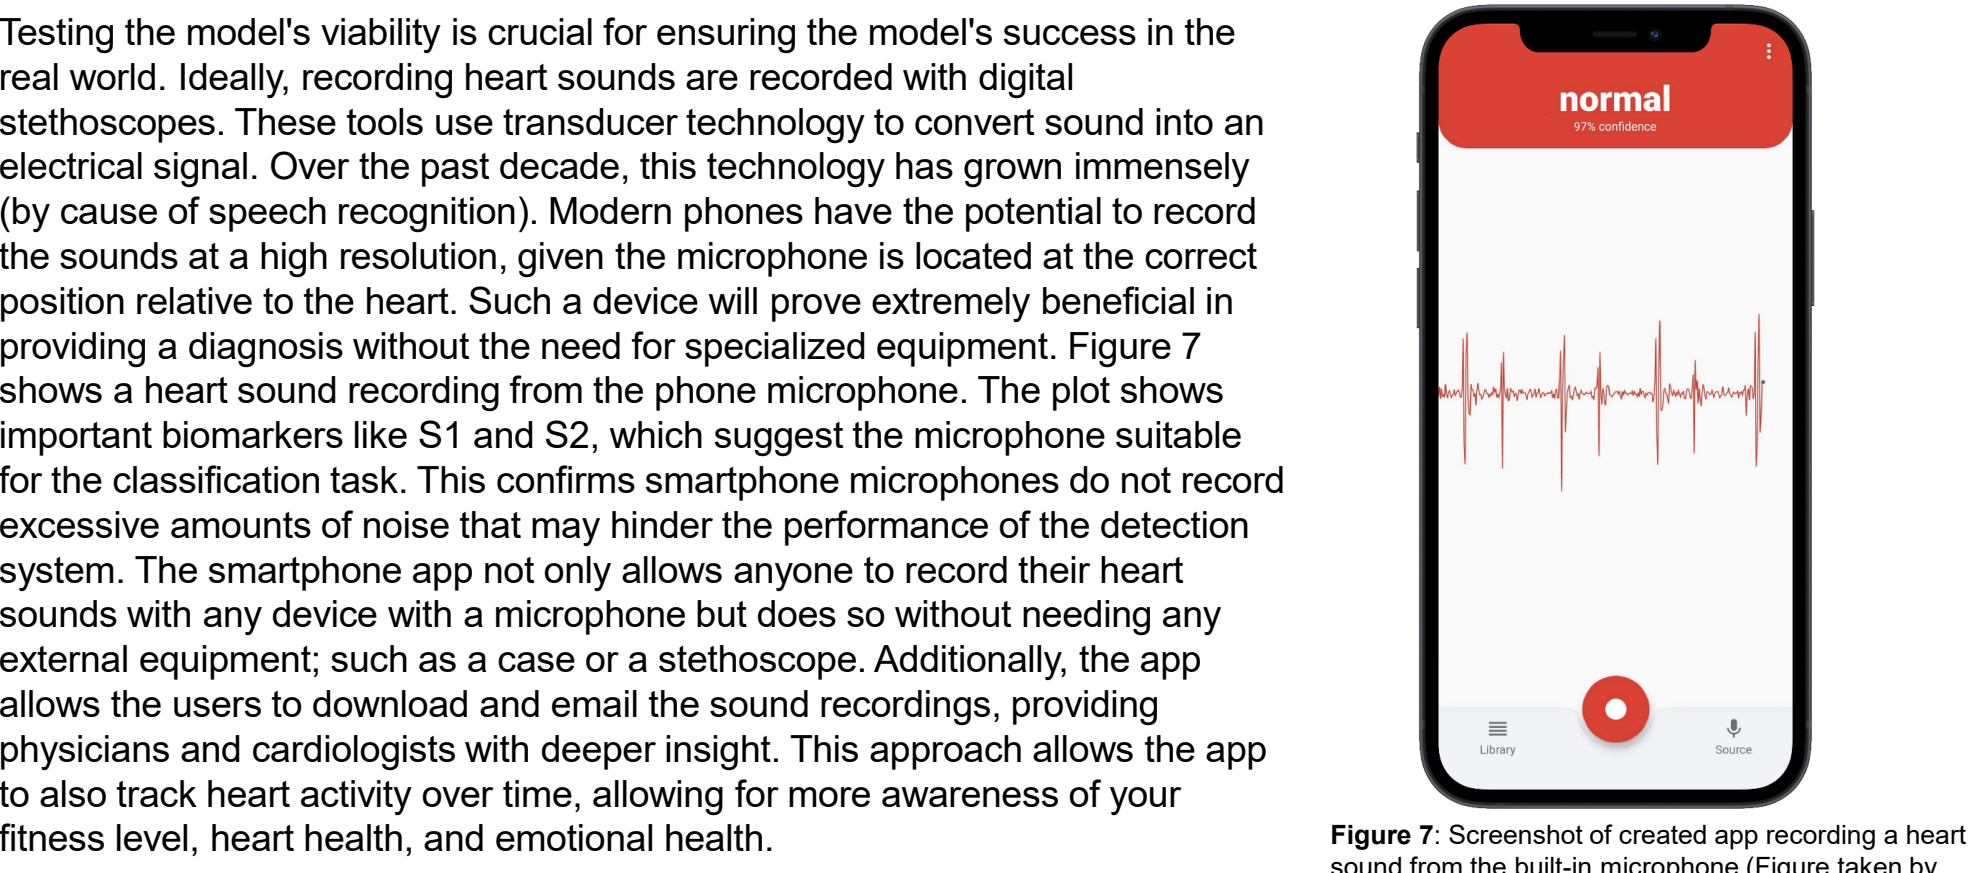 Testing the model's viability is crucial for ensuring the model's success in the
real world. Ideally, recording heart sounds are recorded with digital
stethoscopes. These tools use transducer technology to convert sound into an
electrical signal. Over the past decade, this technology has grown immensely
(by cause of speech recognition). Modern phones have the potential to record
the sounds at a high resolution, given the microphone is located at the correct
position relative to the heart. Such a device will prove extremely beneficial in
providing a diagnosis without the need for specialized equipment. Figure 7
shows a heart sound recording from the phone microphone. The plot shows
important biomarkers like S1 and S2, which suggest the microphone suitable
for the classification task. This confirms smartphone microphones do not record
excessive amounts of noise that may hinder the performance of the detection
system. The smartphone app not only allows anyone to record their heart
sounds with any device with a microphone but does so without needing any
external equipment; such as a case or a stethoscope. Additionally, the app
allows the users to download and email the sound recordings, providing
physicians and cardiologists with deeper insight. This approach allows the app
to also track heart activity over time, allowing for more awareness of your
fitness level, heart health, and emotional health.
normal
97% confidence
Library
Source
Figure 7: Screenshot of created app recording a heart
sound from the built-in microphone (Figure taken by